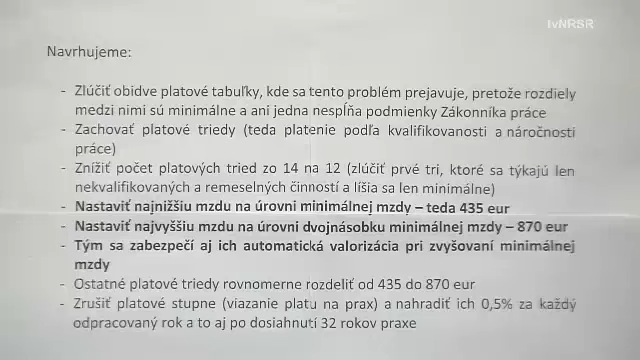 tvNRSR
Navrhujeme:
- Zlúčiť obidve platové tabuľky, kde sa tento problém prejavuje, pretože rozdiely
medzi nimi sú minimálne a ani jedna nespĺňa podmienky Zákonníka práce
- Zachovať platové triedy (teda platenie podľa kvalifikovanosti a náročnosti
práce)
- Znížiť počet platových tried zo 14 na 12 (zlúčiť prvé tri, ktoré sa týkajú len
nekvalifikovaných a remeselných činností a líšia sa len minimálne)
- Nastaviť najnižšiu mzdu na úrovni minimálnej mzdy – teda 435 eur
- Nastaviť najvyššiu mzdu na úrovni dvojnásobku minimálnej mzdy – 870 eur
- Tým sa zabezpečí aj ich automatická valorizácia pri zvyšovaní minimálnej
mzdy
- Ostatné platové triedy rovnomerne rozdeliť od 435 do 870 eur
- Zrušiť platové stupne (viazanie platu na prax) a nahradiť ich 0,5% za každý
odpracovaný rok a to aj po dosiahnutí 32 rokov praxe